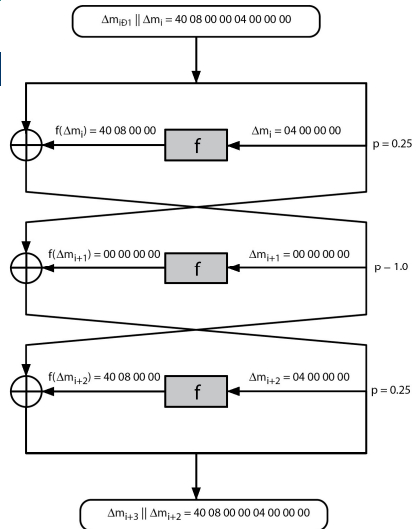 Δm_iÐ1 || Δm_i = 40 08 00 00 04 00 00 00
f(Δm_i) = 40 08 00 00
f
Δm_i = 04 00 00 00
p = 0.25
f(Δm_i+1) = 00 00 00 00
f
Δm_i+1 = 00 00 00 00
p – 1.0
f(Δm_i+2) = 40 08 00 00
f
Δm_i+2 = 04 00 00 00
p = 0.25
Δm_i+3 || Δm_i+2 = 40 08 00 00 04 00 00 00